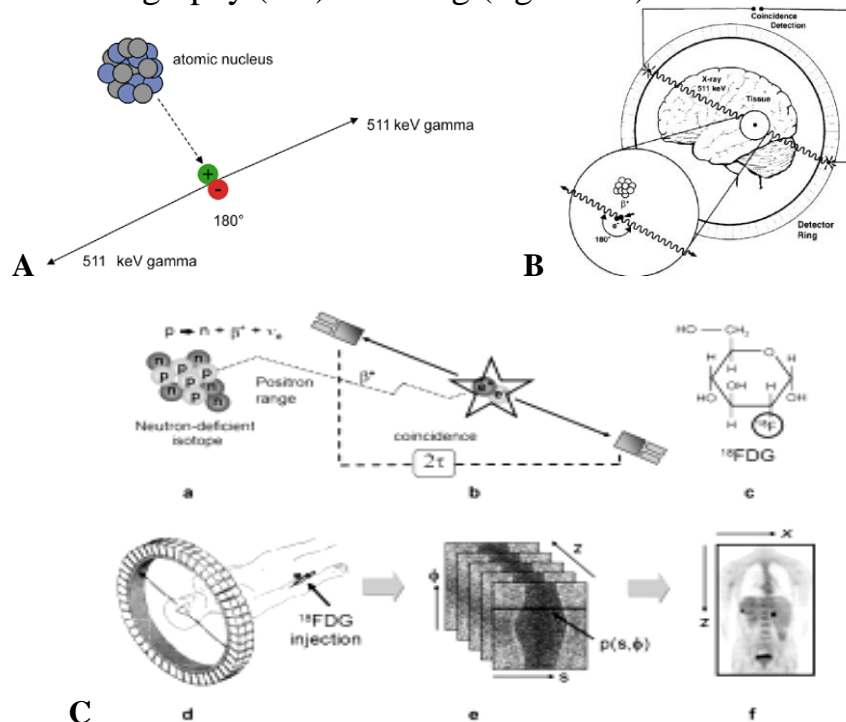 atomic nucleus
511 keV gamma
+
-
180°
511 keV gamma
A
Coincidence
Detection
X-ray
511 keV
Tissue
β+
e-
180°
Detector
Ring
B
p → n + β+ + νe
n
p
Neutron-deficient
isotope
a
Positron
range
β+
coincidence
2τ
b
HO
CH2
O
H
H
H
OH
H
OH
H
HO
H
18F
18FDG
c
18FDG
injection
d
ϕ
z
p(s,ϕ)
s
e
x
z
f
C